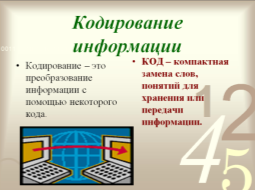 Кодирование
информации
• Кодирование – это
преобразование
информации с
помощью некоторого
кода.
• КОД – компактная
замена слов,
понятий для
хранения или
передачи
информации.
1 2
4 5